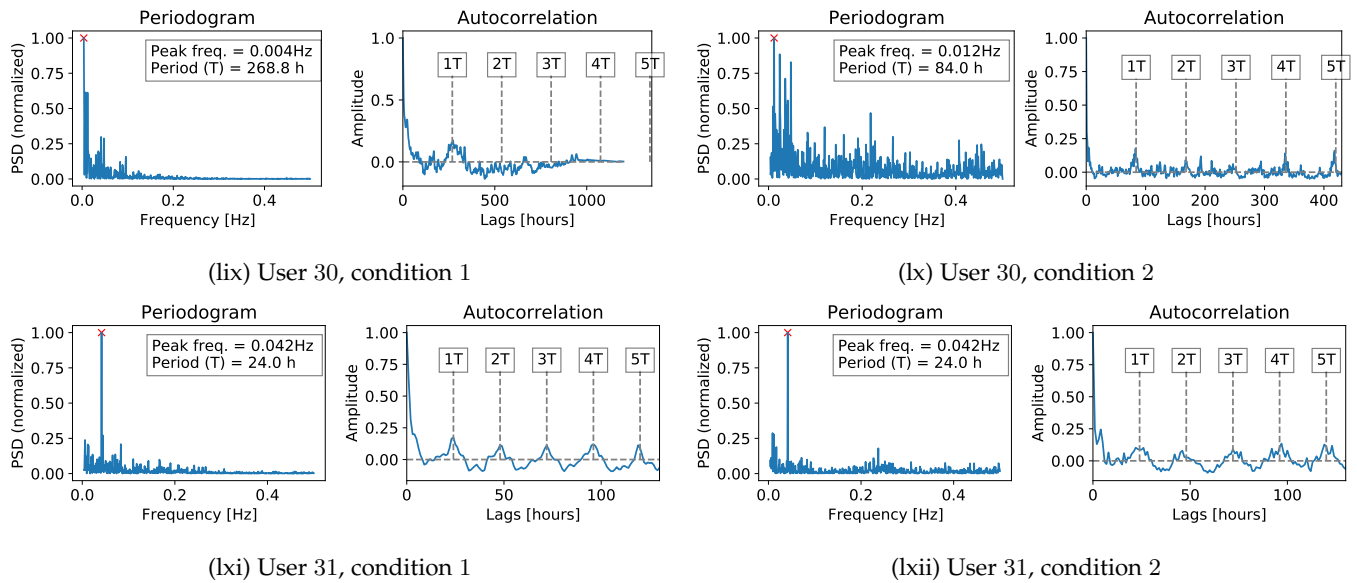 Periodogram
Autocorrelation
Periodogram
Autocorrelation
PSD (normalized)
1.00
0.75
0.50
0.25
0.00
Peak freq. = 0.004Hz
Period (T) = 268.8 h
0.0 0.2 0.4
Frequency [Hz]
Amplitude
1.0
0.5
0.0
1T 2T 3T 4T 5T
0 500 1000
Lags [hours]
PSD (normalized)
1.00
0.75
0.50
0.25
0.00
Peak freq. = 0.012Hz
Period (T) = 84.0 h
0.0 0.2 0.4
Frequency [Hz]
Amplitude
1.00
0.75
0.50
0.25
0.00
1T 2T 3T 4T 5T
0 100 200 300 400
Lags [hours]
(lix) User 30, condition 1
(lx) User 30, condition 2
Periodogram
Autocorrelation
Periodogram
Autocorrelation
PSD (normalized)
1.00
0.75
0.50
0.25
0.00
Peak freq. = 0.042Hz
Period (T) = 24.0 h
0.0 0.2 0.4
Frequency [Hz]
Amplitude
1.00
0.75
0.50
0.25
0.00
1T 2T 3T 4T 5T
0 50 100
Lags [hours]
PSD (normalized)
1.00
0.75
0.50
0.25
0.00
Peak freq. = 0.042Hz
Period (T) = 24.0 h
0.0 0.2 0.4
Frequency [Hz]
Amplitude
1.00
0.75
0.50
0.25
0.00
1T 2T 3T 4T 5T
0 50 100
Lags [hours]
(lxi) User 31, condition 1
(lxii) User 31, condition 2